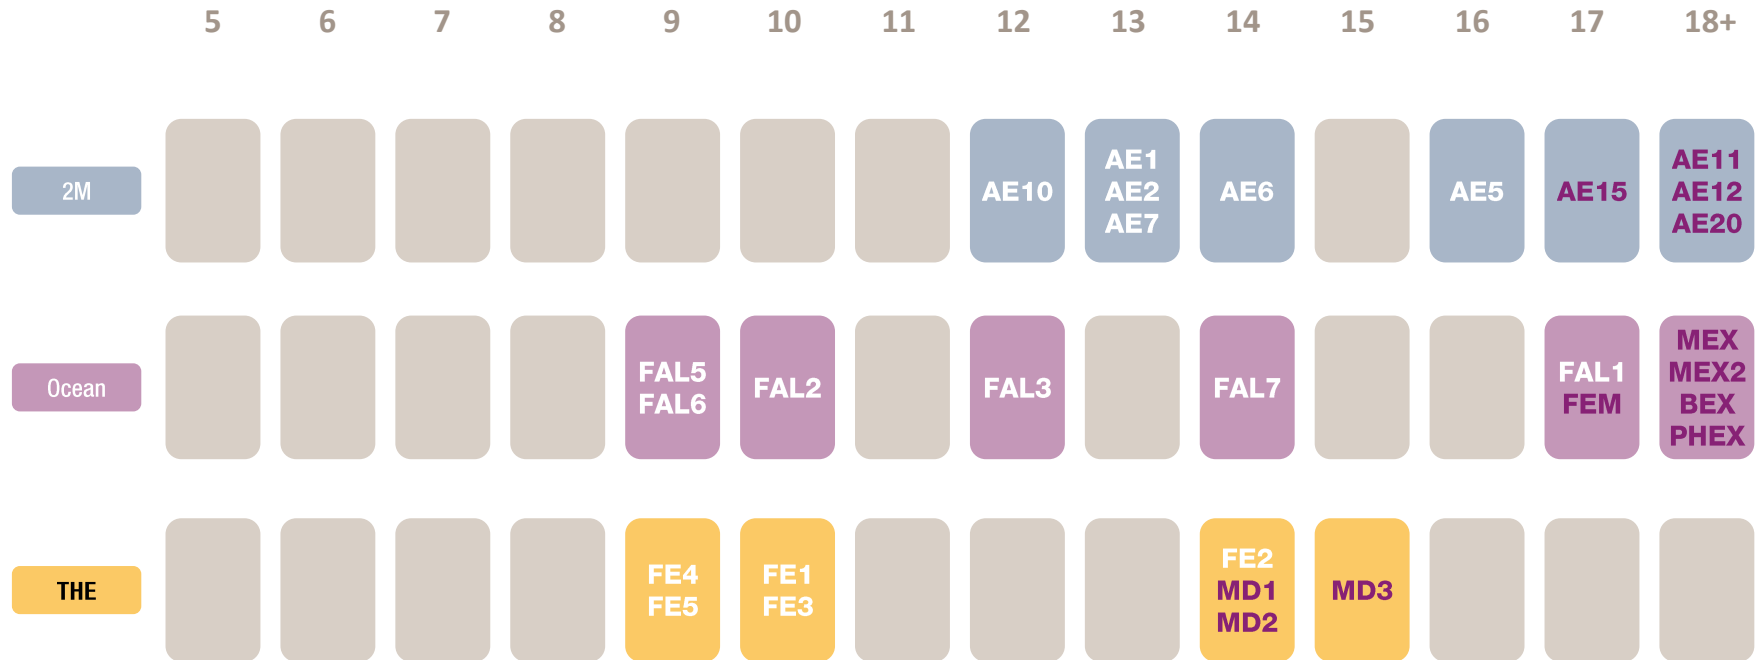 5 6 7 8 9 10 11 12 13 14 15 16 17 18+
2M
AE10
AE1
AE2
AE7
AE6
AE5
AE15
AE11
AE12
AE20
Ocean
FAL5
FAL6
FAL2
FAL3
FAL7
FAL1
FEM
MEX
MEX2
BEX
PHEX
THE
FE4
FE5
FE1
FE3
FE2
MD1
MD2
MD3